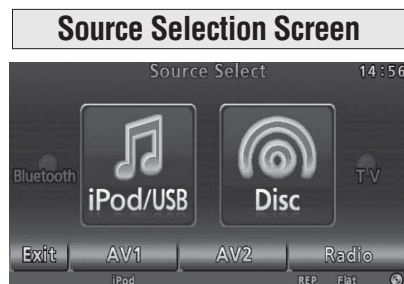 Source Selection Screen
Source Select 14:56
Bluetooth iPod/USB Disc TV
Exit AV1 AV2 Radio
iPod REP Flat